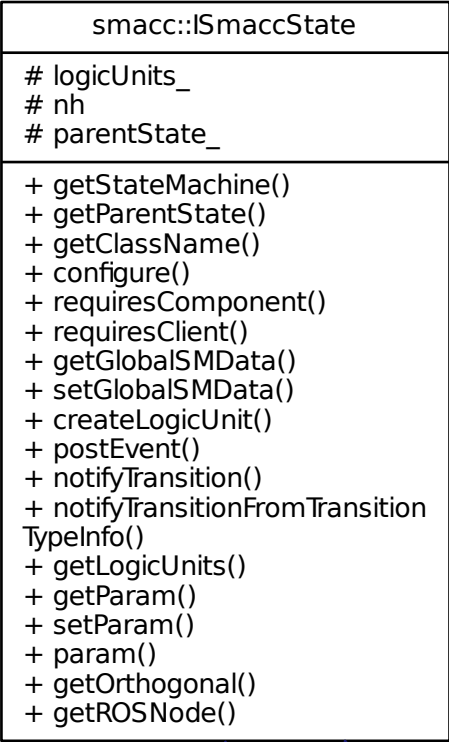 smacc::ISmaccState
# logicUnits_
# nh
# parentState_
+ getStateMachine()
+ getParentState()
+ getClassName()
+ configure()
+ requiresComponent()
+ requiresClient()
+ getGlobalSMData()
+ setGlobalSMData()
+ createLogicUnit()
+ postEvent()
+ notifyTransition()
+ notifyTransitionFromTransition
TypeInfo()
+ getLogicUnits()
+ getParam()
+ setParam()
+ param()
+ getOrthogonal()
+ getROSNode()